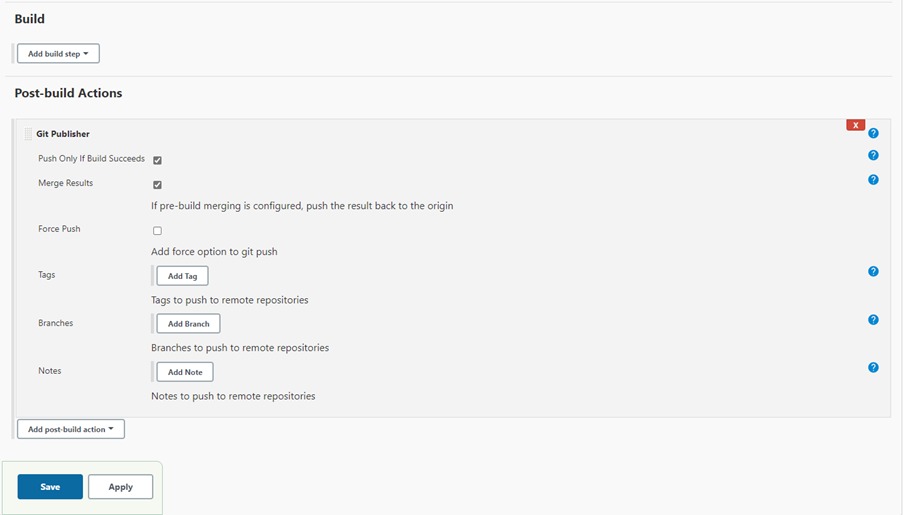 Build
Add build step
Post-build Actions
X
Git Publisher
?
Push Only If Build Succeeds
?
Merge Results
?
If pre-build merging is configured, push the result back to the origin
Force Push
Add force option to git push
Tags
Add Tag
?
Tags to push to remote repositories
Branches
Add Branch
?
Branches to push to remote repositories
Notes
Add Note
?
Notes to push to remote repositories
Add post-build action
Save
Apply